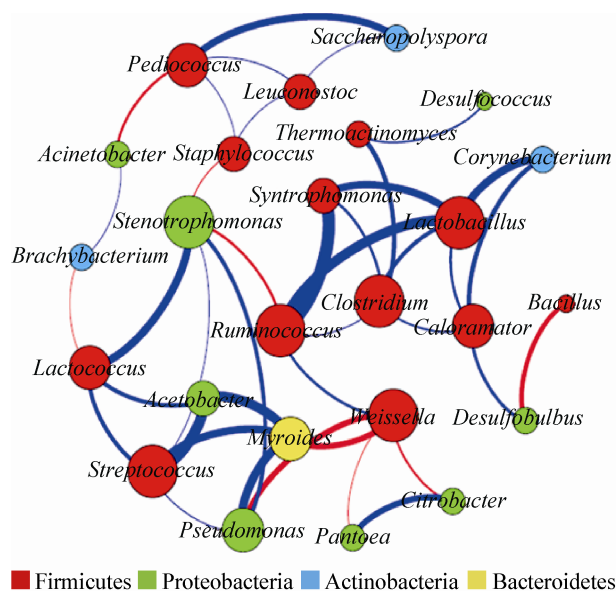 Saccharopolyspora
Pediococcus
Leuconostoc
Desulfococcus
Thermoactinomyces
Acinetobacter
Staphylococcus
Corynebacterium
Syntrophomonas
Stenotrophomonas
Lactobacillus
Brachybacterium
Clostridium
Bacillus
Ruminococcus
Caloramator
Lactococcus
Acetobacter
Weissella
Desulfobulbus
Myroides
Streptococcus
Citrobacter
Pseudomonas
Pantoea
Firmicutes Proteobacteria Actinobacteria Bacteroidetes